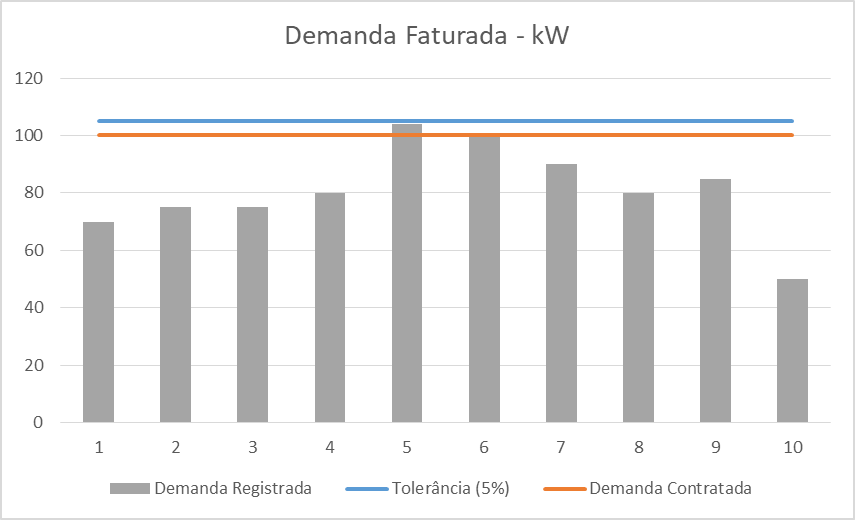 Demanda Faturada - kW
120
100
80
60
40
20
0
1 2 3 4 5 6 7 8 9 10
Demanda Registrada Tolerância (5%) Demanda Contratada